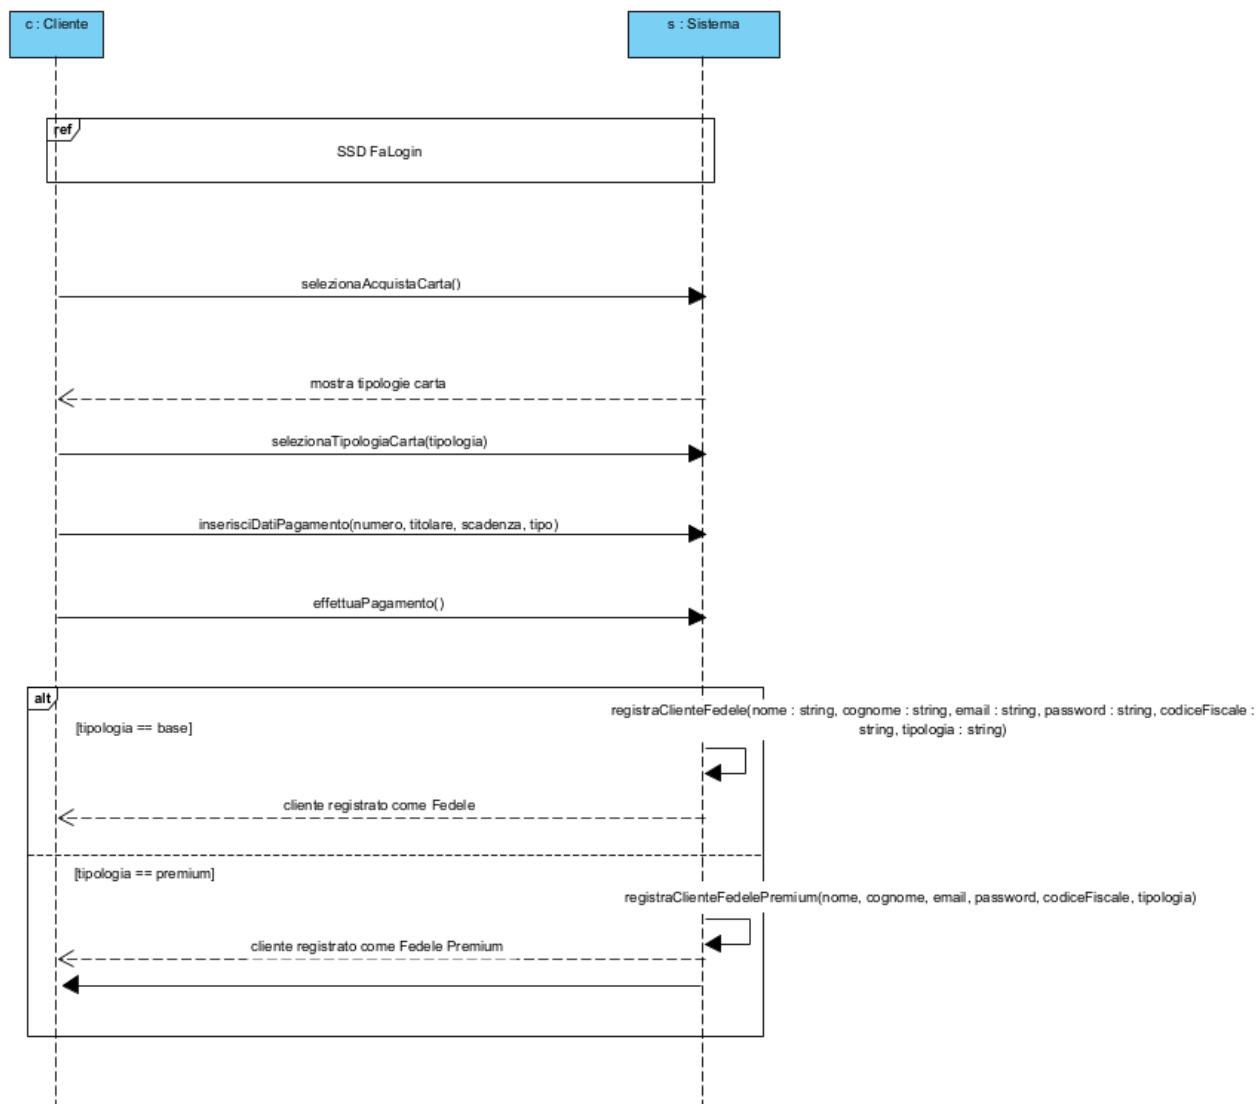 c : Cliente
s : Sistema
ref
SSD FaLogin
selezionaAcquistaCarta()
mostra tipologie carta
selezionaTipologiaCarta(tipologia)
inserisciDatiPagamento(numero, titolare, scadenza, tipo)
effettuaPagamento()
alt
registraClienteFedele(nome : string, cognome : string, email : string, password : string, codiceFiscale :
string, tipologia : string)
[tipologia == base]
cliente registrato come Fedele
[tipologia == premium]
registraClienteFedelePremium(nome, cognome, email, password, codiceFiscale, tipologia)
cliente registrato come Fedele Premium